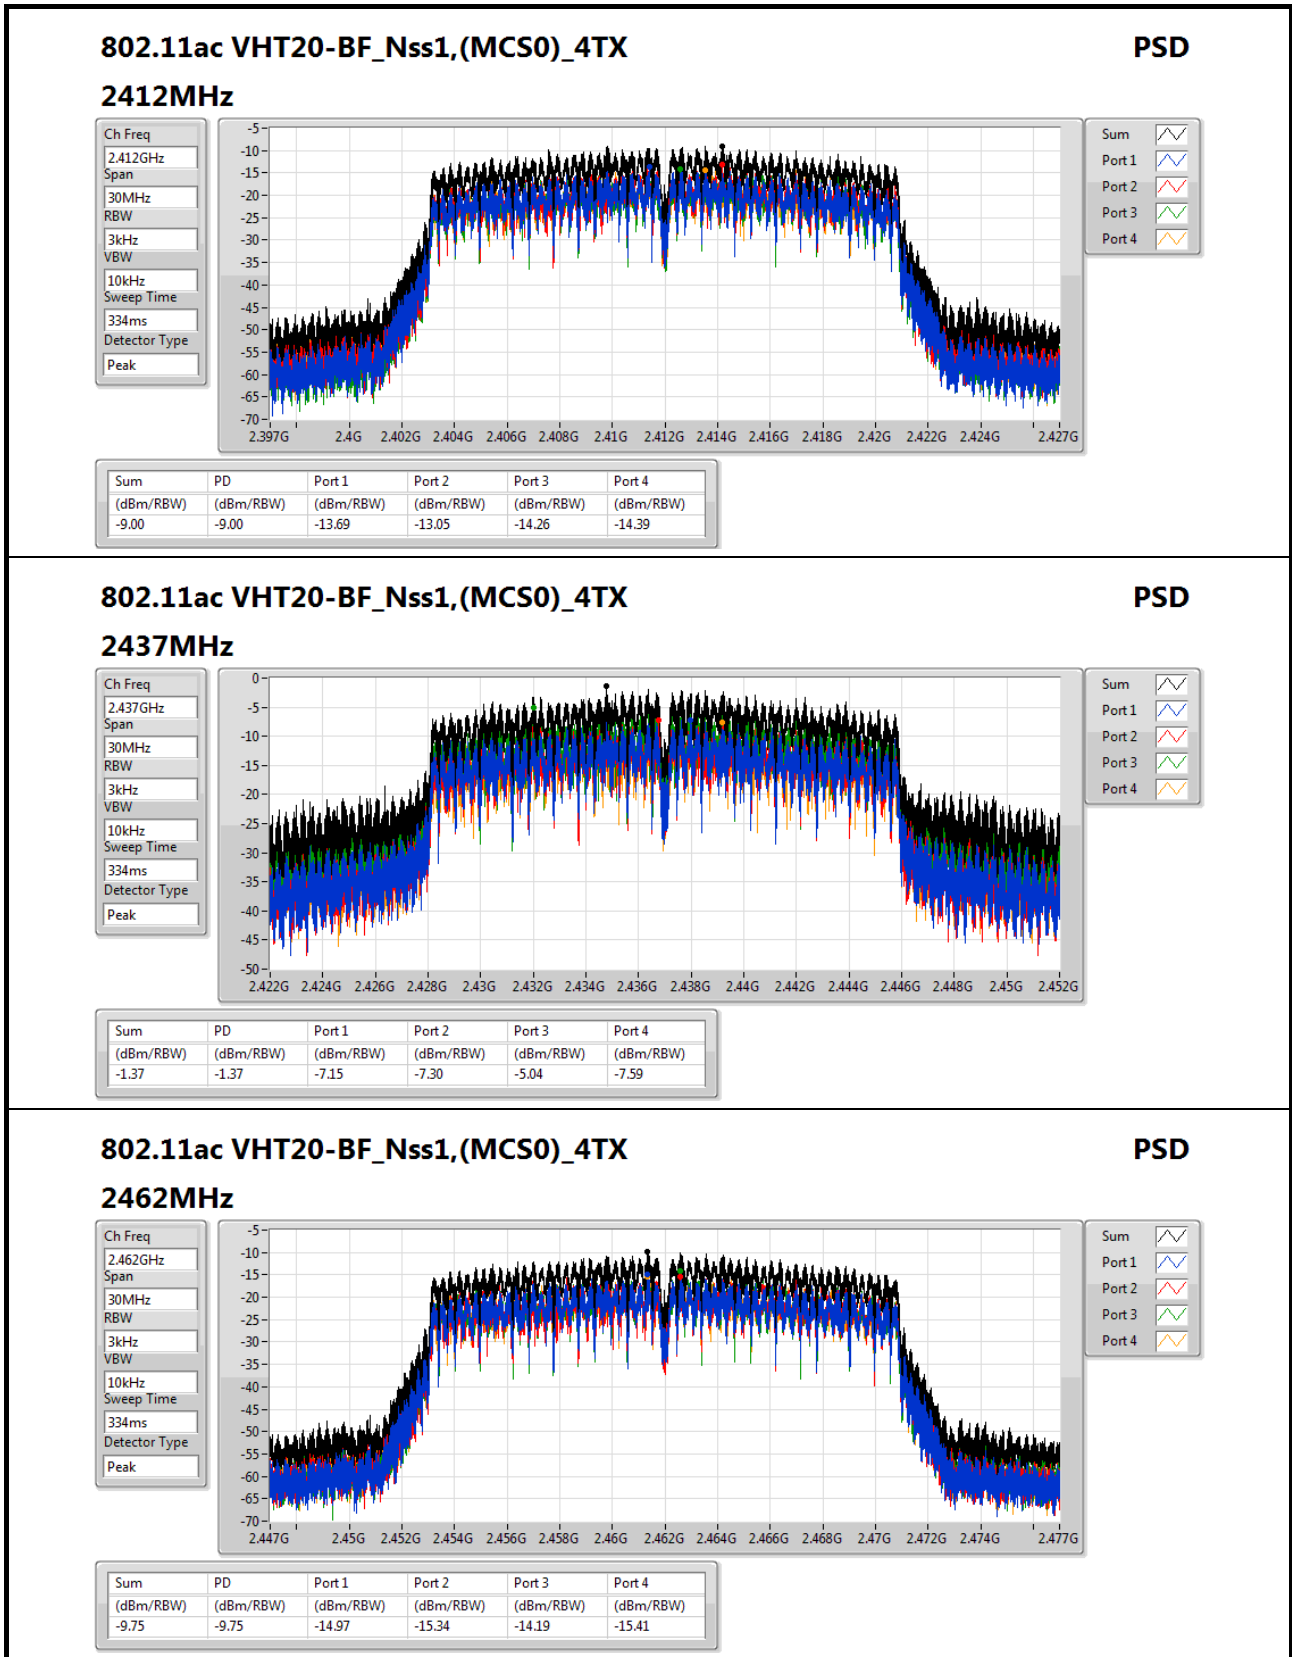 802.11ac VHT20-BF_Nss1,(MCS0)_4TX PSD
2412MHz
Ch Freq
2.412GHz
Span
30MHz
RBW
3kHz
VBW
10kHz
Sweep Time
334ms
Detector Type
Peak
-5
-10
-15
-20
-25
-30
-35
-40
-45
-50
-55
-60
-65
-70
2.397G 2.4G 2.402G 2.404G 2.406G 2.408G 2.41G 2.412G 2.414G 2.416G 2.418G 2.42G 2.422G 2.424G 2.427G
Sum
Port 1
Port 2
Port 3
Port 4
Sum PD Port 1 Port 2 Port 3 Port 4
(dBm/RBW) (dBm/RBW) (dBm/RBW) (dBm/RBW) (dBm/RBW) (dBm/RBW)
-9.00 -9.00 -13.69 -13.05 -14.26 -14.39
802.11ac VHT20-BF_Nss1,(MCS0)_4TX PSD
2437MHz
Ch Freq
2.437GHz
Span
30MHz
RBW
3kHz
VBW
10kHz
Sweep Time
334ms
Detector Type
Peak
0
-5
-10
-15
-20
-25
-30
-35
-40
-45
-50
2.422G 2.424G 2.426G 2.428G 2.43G 2.432G 2.434G 2.436G 2.438G 2.44G 2.442G 2.444G 2.446G 2.448G 2.45G 2.452G
Sum
Port 1
Port 2
Port 3
Port 4
Sum PD Port 1 Port 2 Port 3 Port 4
(dBm/RBW) (dBm/RBW) (dBm/RBW) (dBm/RBW) (dBm/RBW) (dBm/RBW)
-1.37 -1.37 -7.15 -7.30 -5.04 -7.59
802.11ac VHT20-BF_Nss1,(MCS0)_4TX PSD
2462MHz
Ch Freq
2.462GHz
Span
30MHz
RBW
3kHz
VBW
10kHz
Sweep Time
334ms
Detector Type
Peak
-5
-10
-15
-20
-25
-30
-35
-40
-45
-50
-55
-60
-65
-70
2.447G 2.45G 2.452G 2.454G 2.456G 2.458G 2.46G 2.462G 2.464G 2.466G 2.468G 2.47G 2.472G 2.474G 2.477G
Sum
Port 1
Port 2
Port 3
Port 4
Sum PD Port 1 Port 2 Port 3 Port 4
(dBm/RBW) (dBm/RBW) (dBm/RBW) (dBm/RBW) (dBm/RBW) (dBm/RBW)
-9.75 -9.75 -14.97 -15.34 -14.19 -15.41